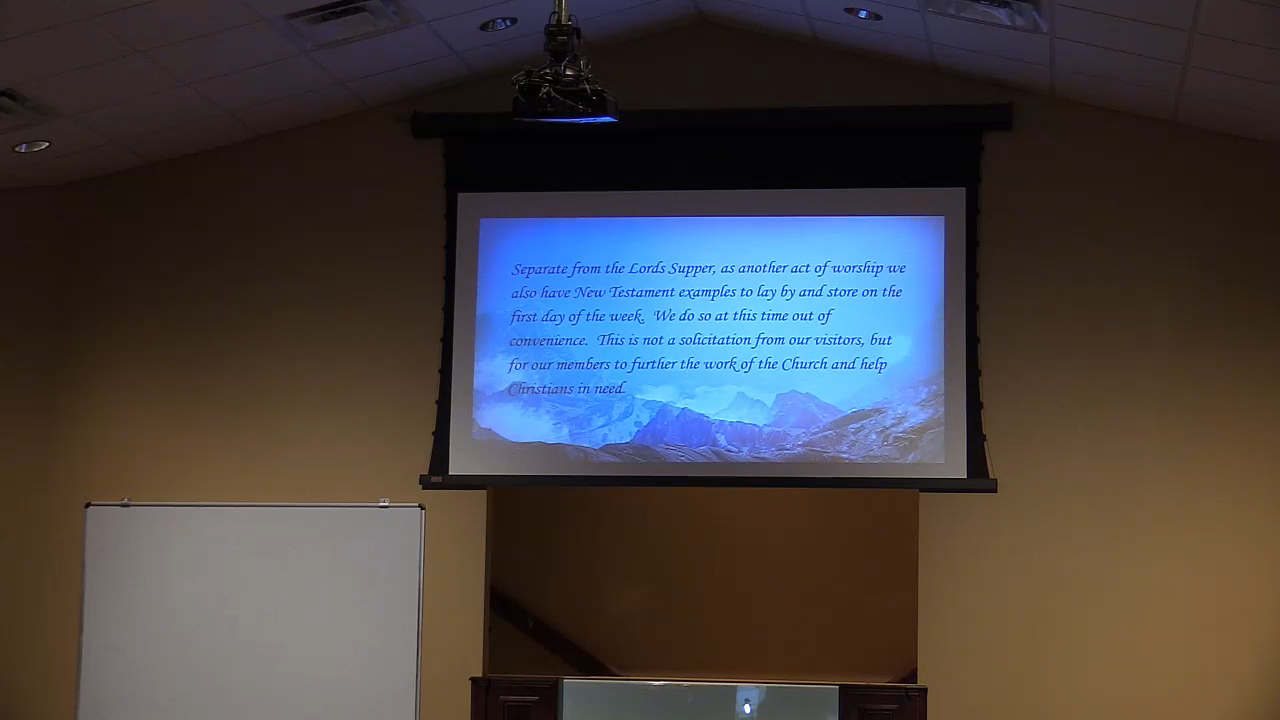 Separate from the Lords Supper, as another act of worship we
also have New Testament examples to lay by and store on the
first day of the week. We do so at this time out of
convenience. This is not a solicitation from our visitors, but
for our members to further the work of the Church and help
Christians in need.